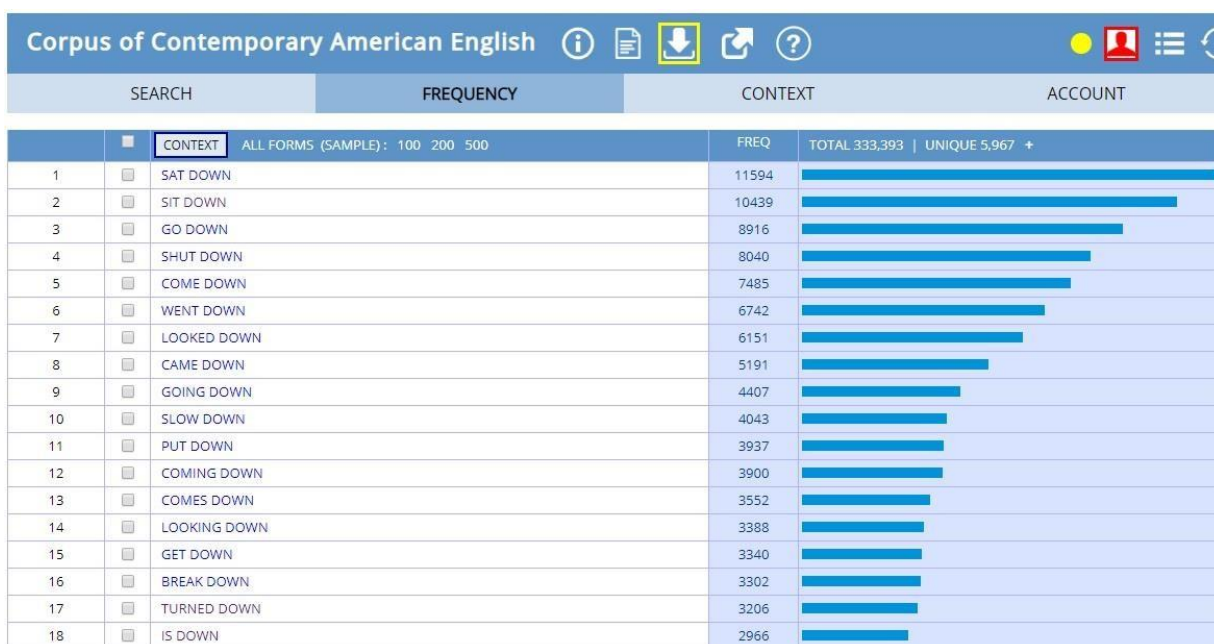 Corpus of Contemporary American English
SEARCH FREQUENCY CONTEXT ACCOUNT
CONTEXT ALL FORMS (SAMPLE): 100 200 500 FREQ TOTAL 333,393 | UNIQUE 5,967 +
1 SAT DOWN 11594
2 SIT DOWN 10439
3 GO DOWN 8916
4 SHUT DOWN 8040
5 COME DOWN 7485
6 WENT DOWN 6742
7 LOOKED DOWN 6151
8 CAME DOWN 5191
9 GOING DOWN 4407
10 SLOW DOWN 4043
11 PUT DOWN 3937
12 COMING DOWN 3900
13 COMES DOWN 3552
14 LOOKING DOWN 3388
15 GET DOWN 3340
16 BREAK DOWN 3302
17 TURNED DOWN 3206
18 IS DOWN 2966